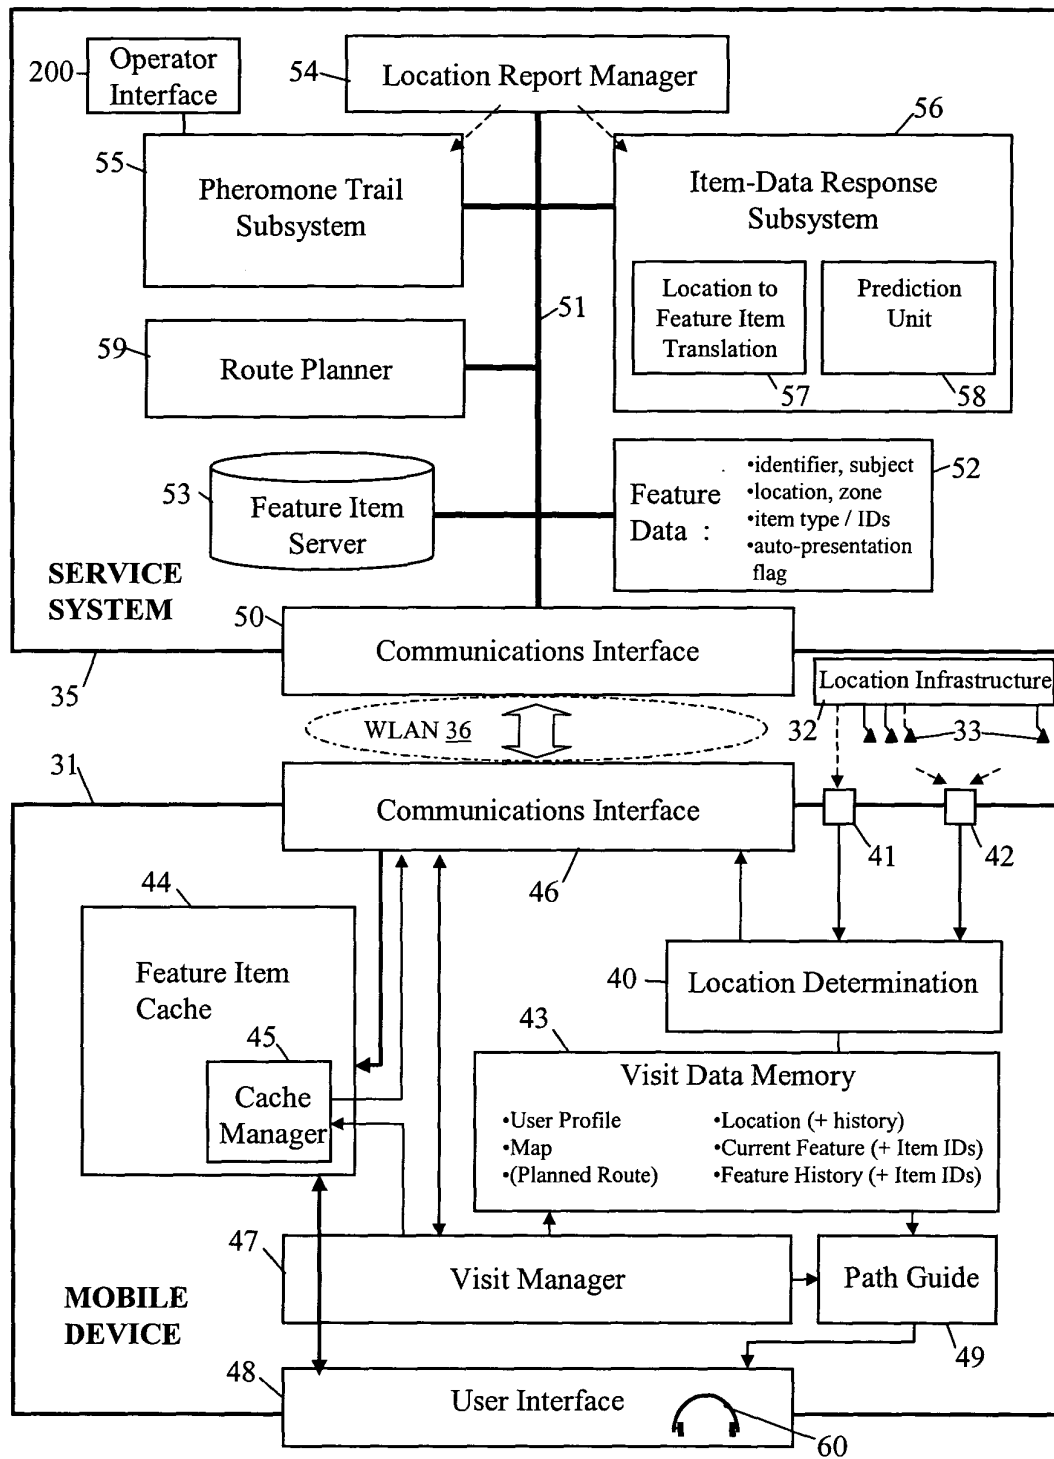 200
Operator
Interface
54
Location Report Manager
56
55
Pheromone Trail
Subsystem
Item-Data Response
Subsystem
Location to
Feature Item
Translation
Prediction
Unit
51
57
58
59
Route Planner
53
Feature Item
Server
Feature
Data :
•identifier, subject
•location, zone
•item type / IDs
•auto-presentation
flag
52
SERVICE
SYSTEM
50
Communications Interface
35
Location Infrastructure
WLAN 36
32
33
31
Communications Interface
41
42
46
44
Feature Item
Cache
40
Location Determination
45
Cache
Manager
43
Visit Data Memory
•User Profile
•Map
•(Planned Route)
•Location (+ history)
•Current Feature (+ Item IDs)
•Feature History (+ Item IDs)
47
Visit Manager
Path Guide
MOBILE
DEVICE
49
48
User Interface
60